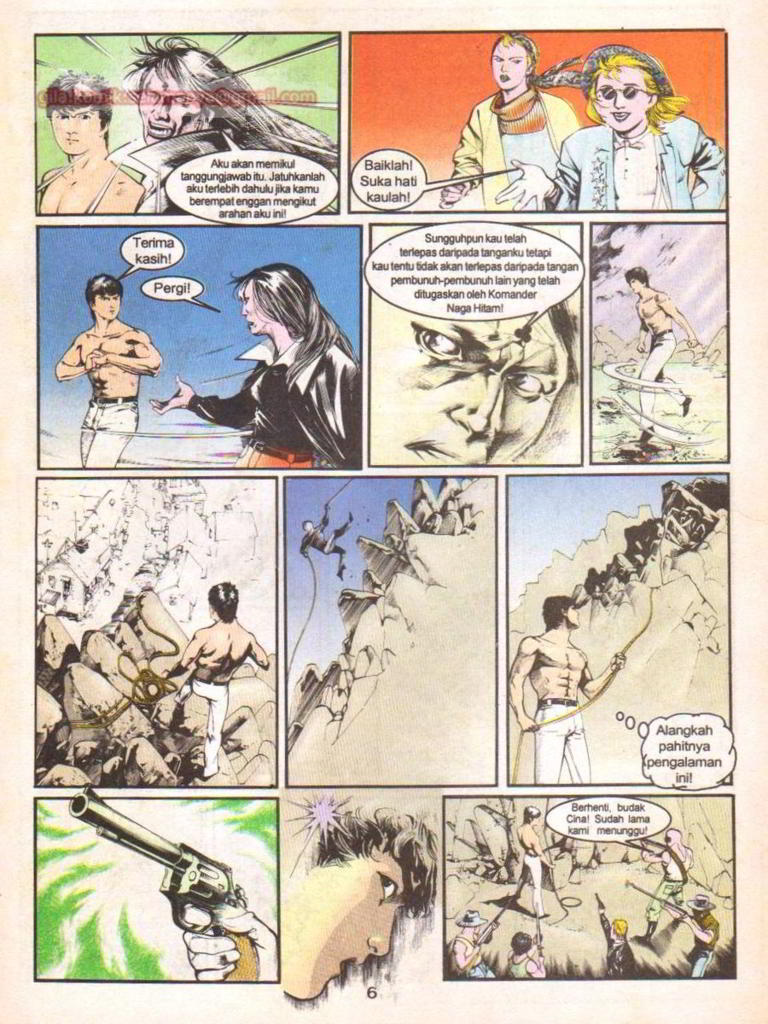 Aku akan memikul
tanggungjawab itu. Jatuhkanlah
aku terlebih dahulu jika kamu
berempat enggan mengikut
arahan aku ini!
Baiklah!
Suka hati
kaulah!
Terima
kasih!
Pergi!
Sungguhpun kau telah
terlepas daripada tanganku tetapi
kau tentu tidak akan terlepas daripada tangan
pembunuh-pembunuh lain yang telah
ditugaskan oleh Komander
Naga Hitam!
Alangkah
pahitnya
pengalaman
ini!
Berhenti, budak
Cina! Sudah lama
kami menunggu!
6